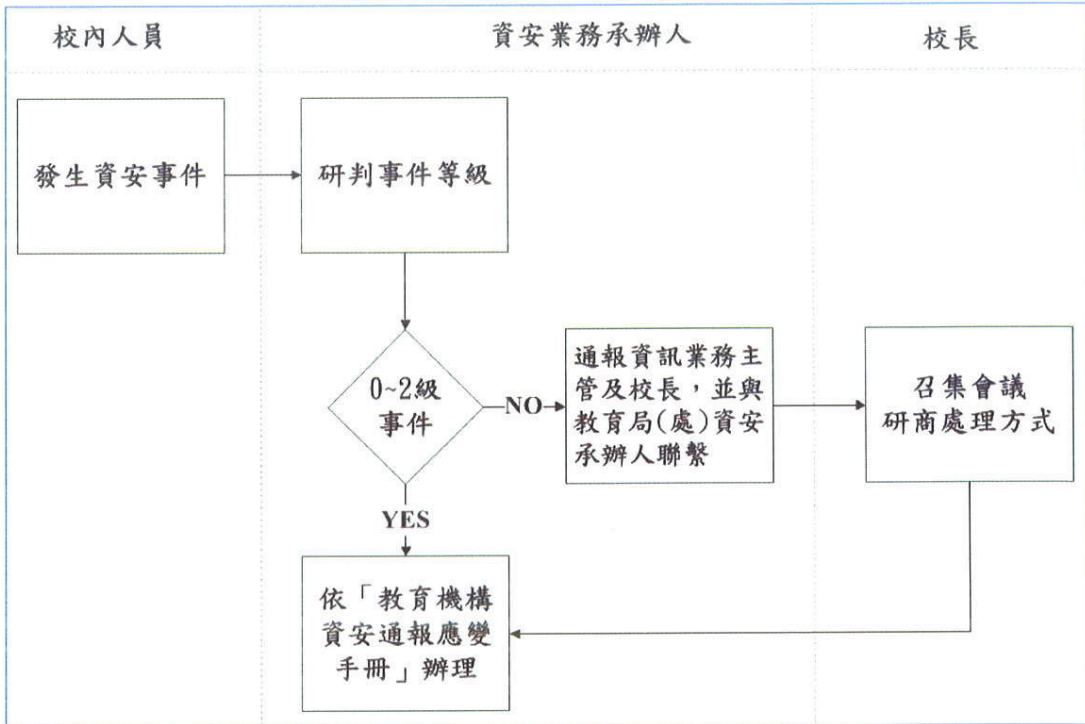 校內人員
資安業務承辦人
校長
發生資安事件
研判事件等級
0~2級
事件
NO
通報資訊業務主
管及校長，並與
教育局(處)資安
承辦人聯繫
召集會議
研商處理方式
YES
依「教育機構
資安通報應變
手冊」辦理